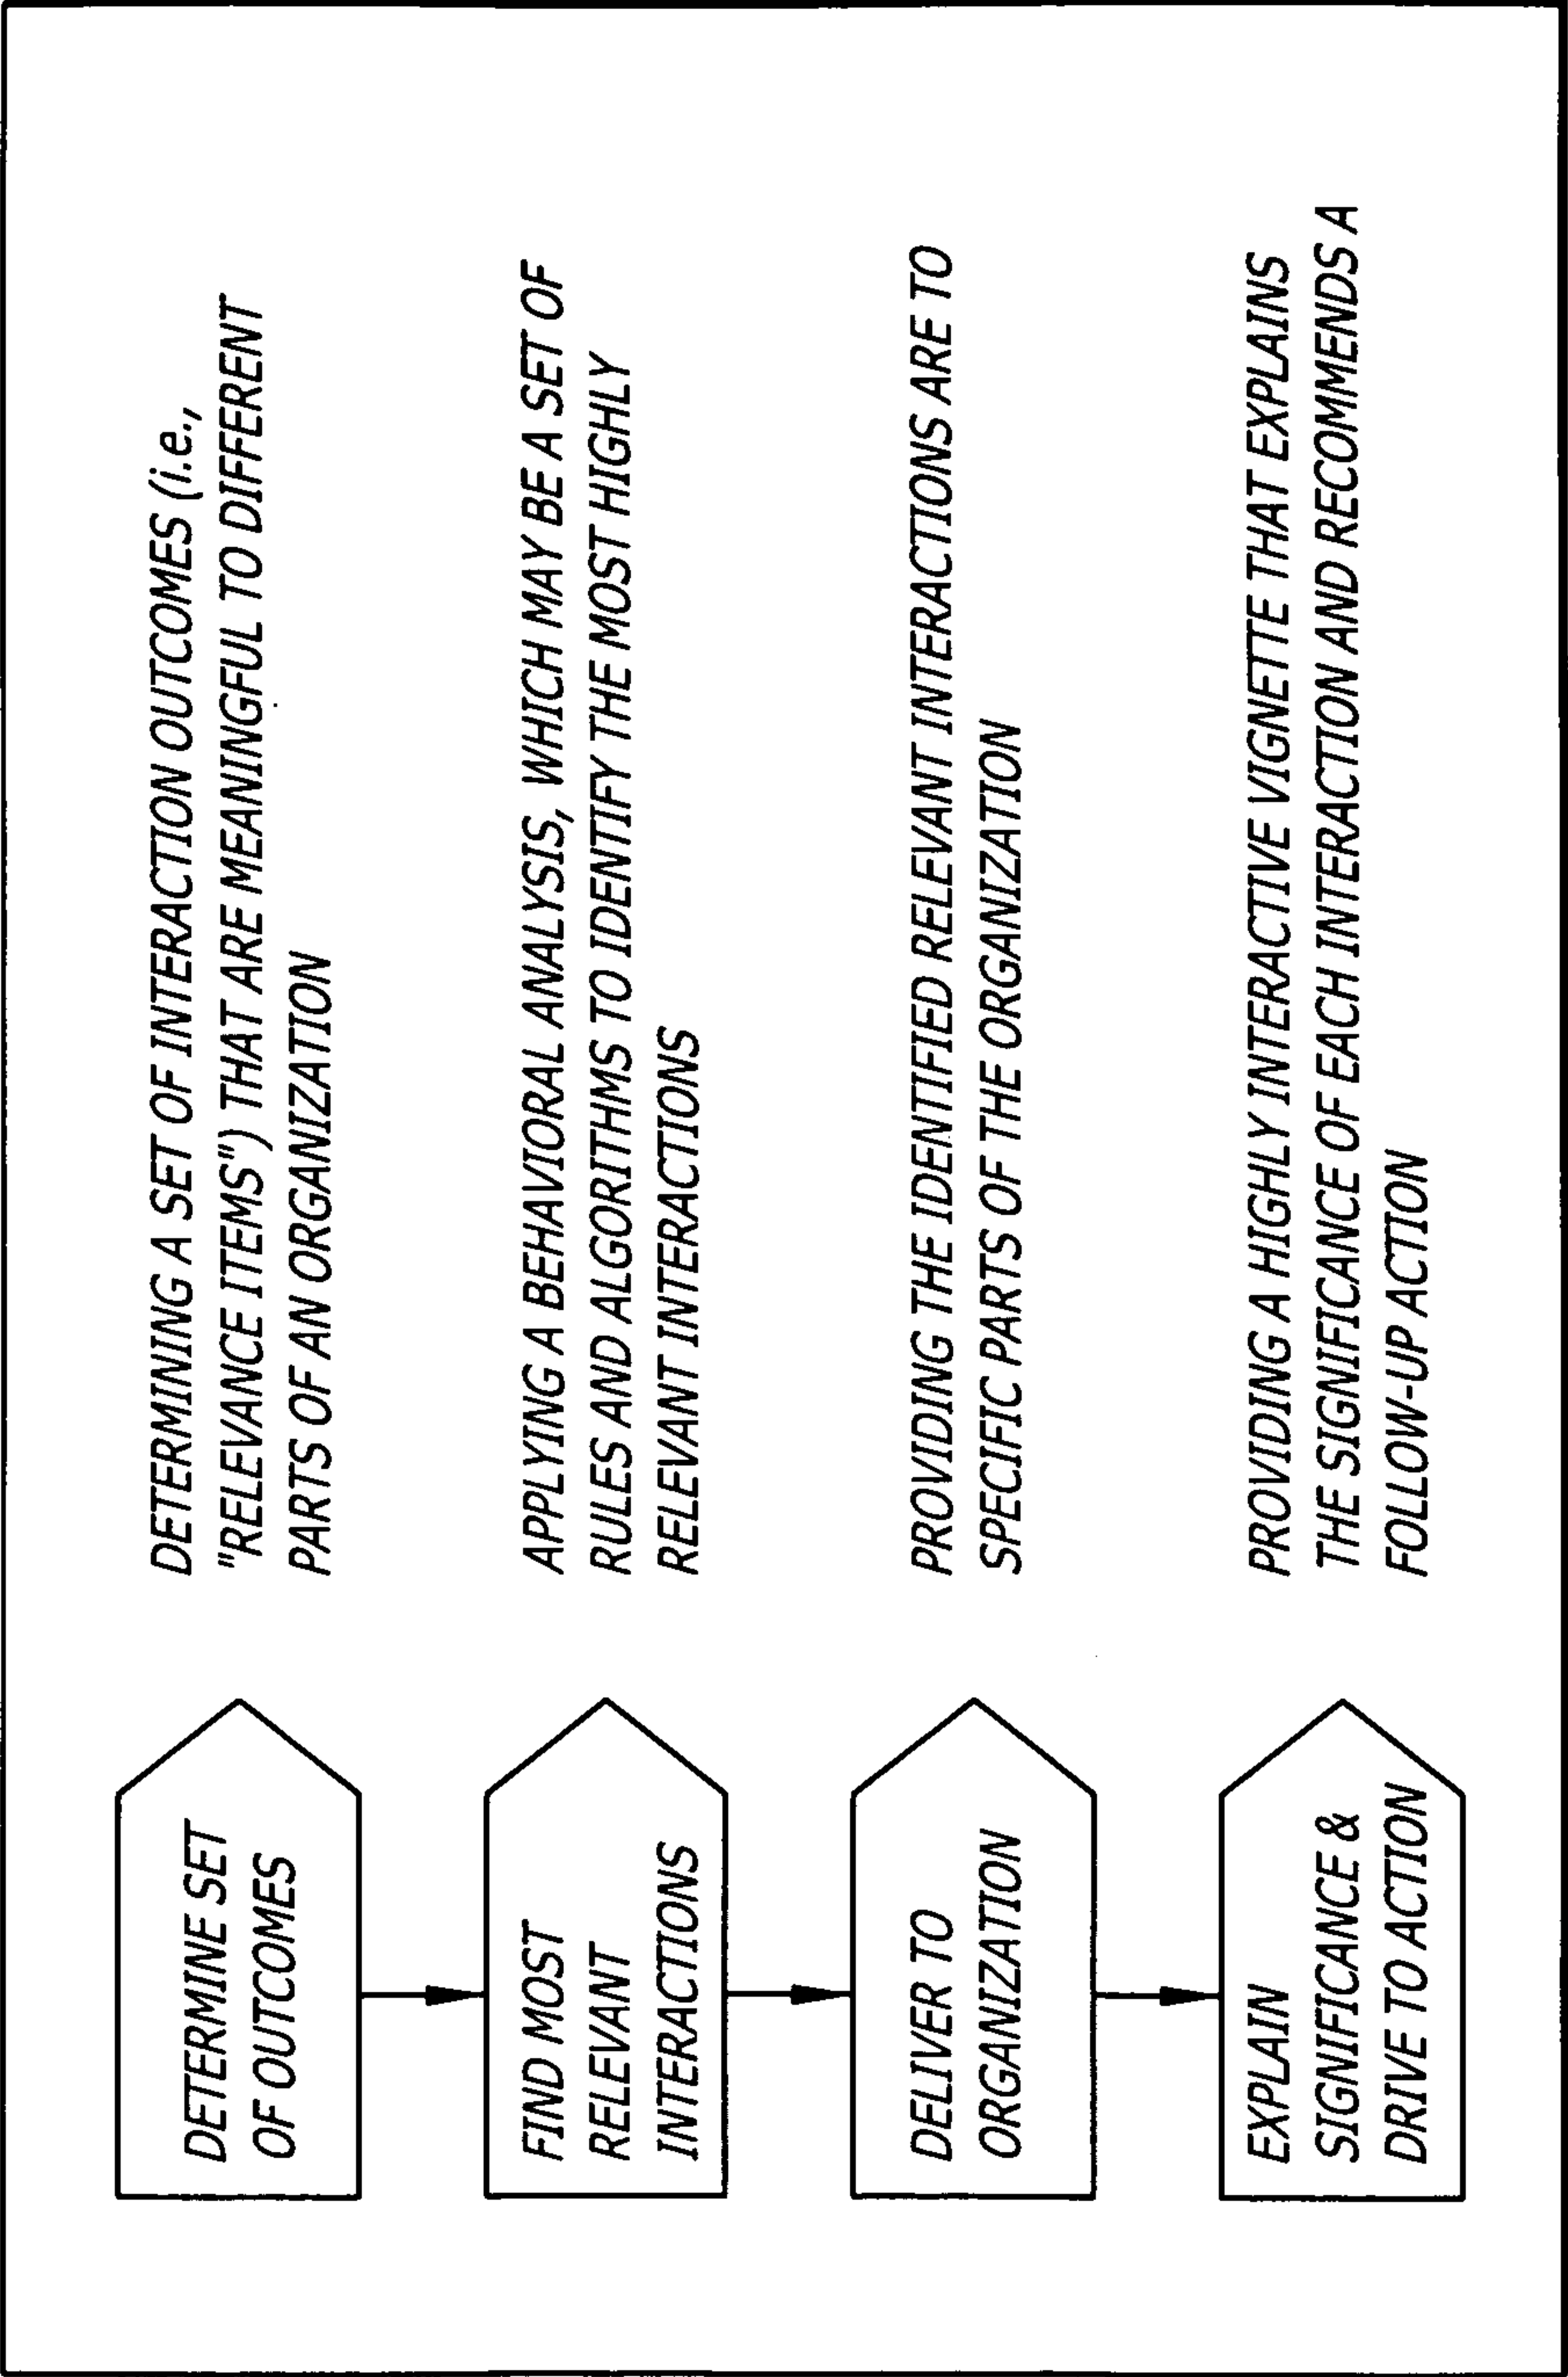 DETERMINE SET
OF OUTCOMES
DETERMINING A SET OF INTERACTION OUTCOMES (i.e.,
"RELEVANCE ITEMS") THAT ARE MEANINGFUL TO DIFFERENT
PARTS OF AN ORGANIZATION
FIND MOST
RELEVANT
INTERACTIONS
APPLYING A BEHAVIORAL ANALYSIS, WHICH MAY BE A SET OF
RULES AND ALGORITHMS TO IDENTIFY THE MOST HIGHLY
RELEVANT INTERACTIONS
DELIVER TO
ORGANIZATION
PROVIDING THE IDENTIFIED RELEVANT INTERACTIONS ARE TO
SPECIFIC PARTS OF THE ORGANIZATION
EXPLAIN
SIGNIFICANCE &
DRIVE TO ACTION
PROVIDING A HIGHLY INTERACTIVE VIGNETTE THAT EXPLAINS
THE SIGNIFICANCE OF EACH INTERACTION AND RECOMMENDS A
FOLLOW-UP ACTION